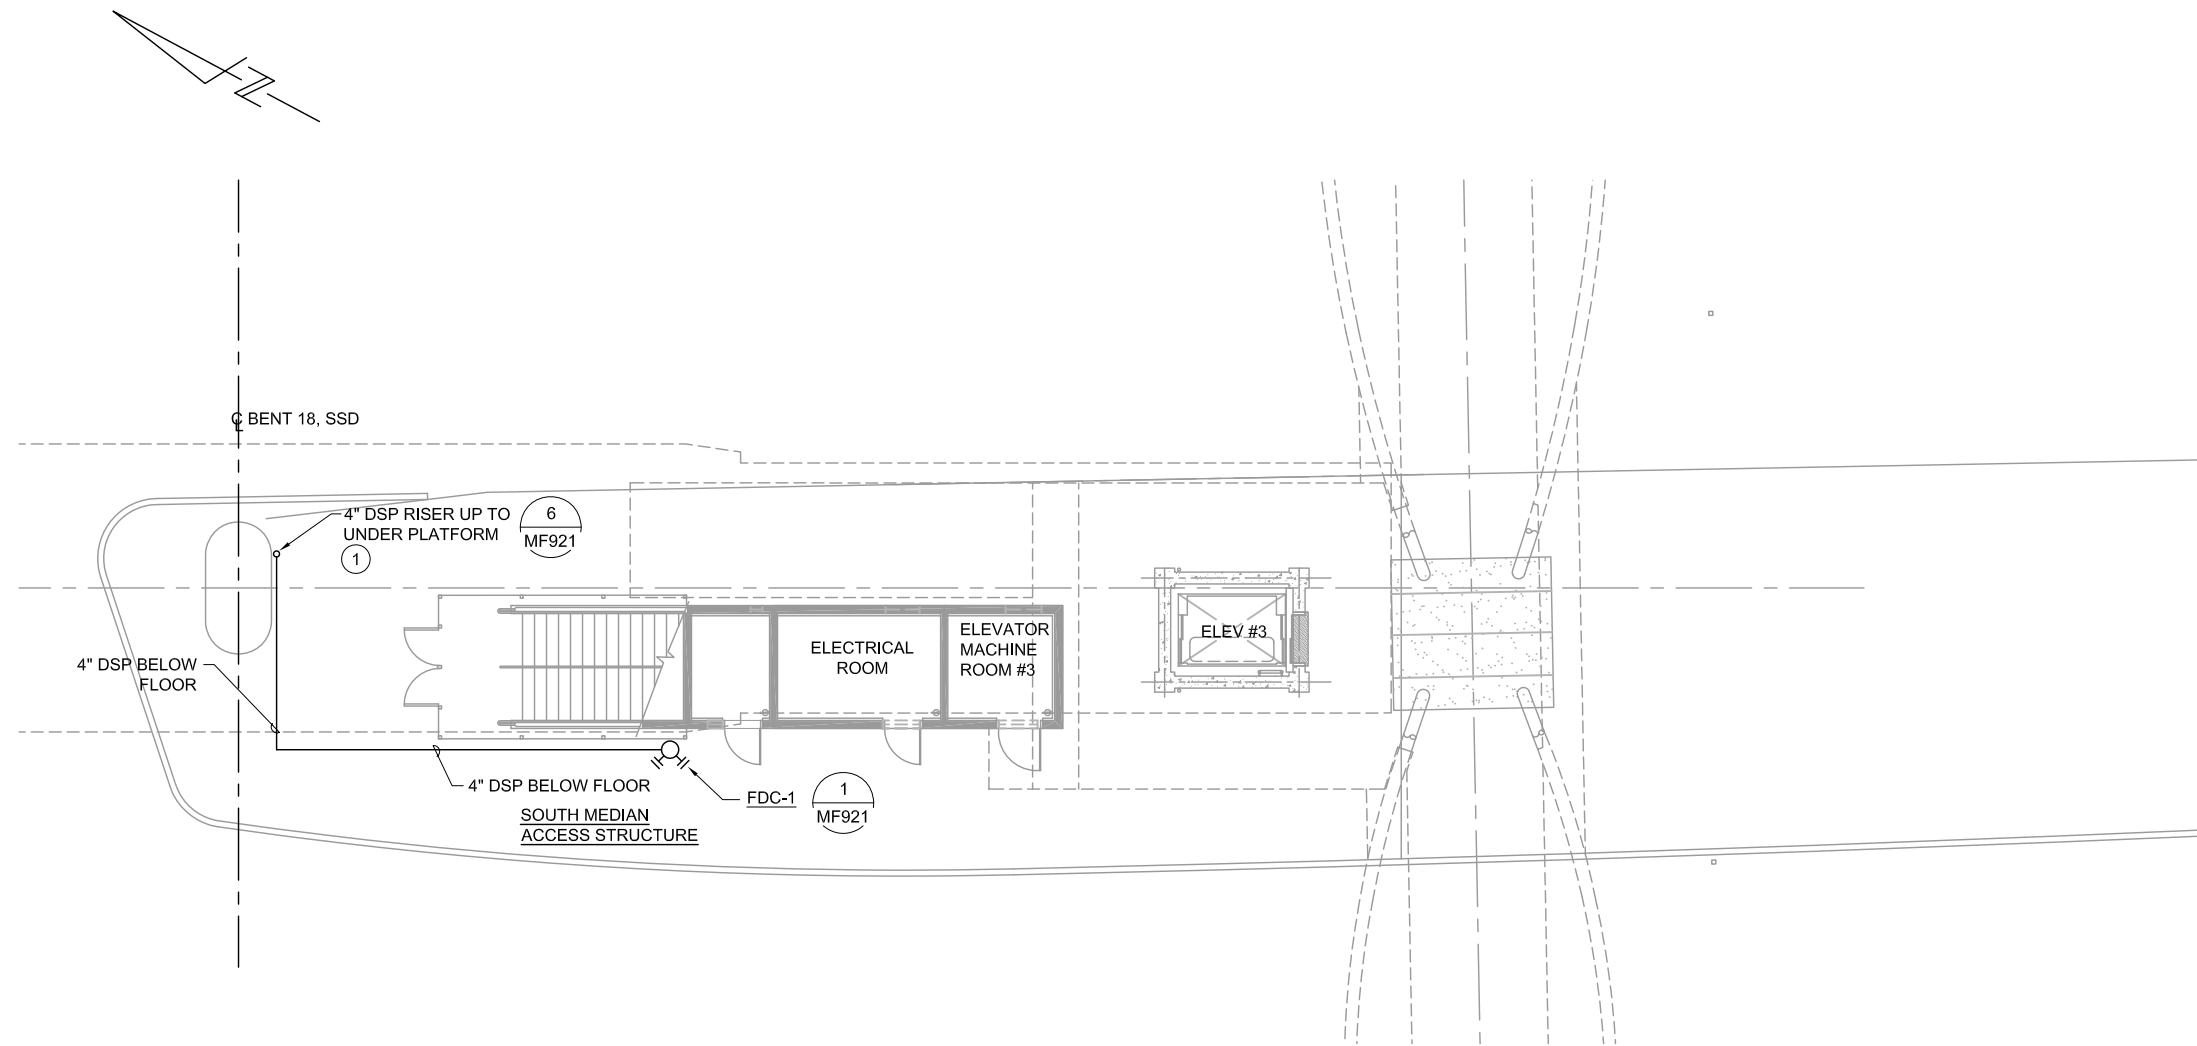 ℄ BENT 18, SSD
4" DSP RISER UP TO
UNDER PLATFORM
1
6
MF921
4" DSP BELOW
FLOOR
ELECTRICAL
ROOM
ELEVATOR
MACHINE
ROOM #3
ELEV #3
4" DSP BELOW FLOOR
FDC-1
1
MF921
SOUTH MEDIAN
ACCESS STRUCTURE